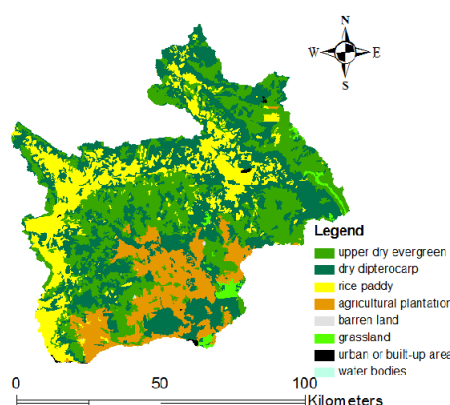 N
W E
S
Legend
upper dry evergreen
dry dipterocarp
rice paddy
agricultural plantation
barren land
grassland
urban or built-up area
water bodies
0 50 100
Kilometers